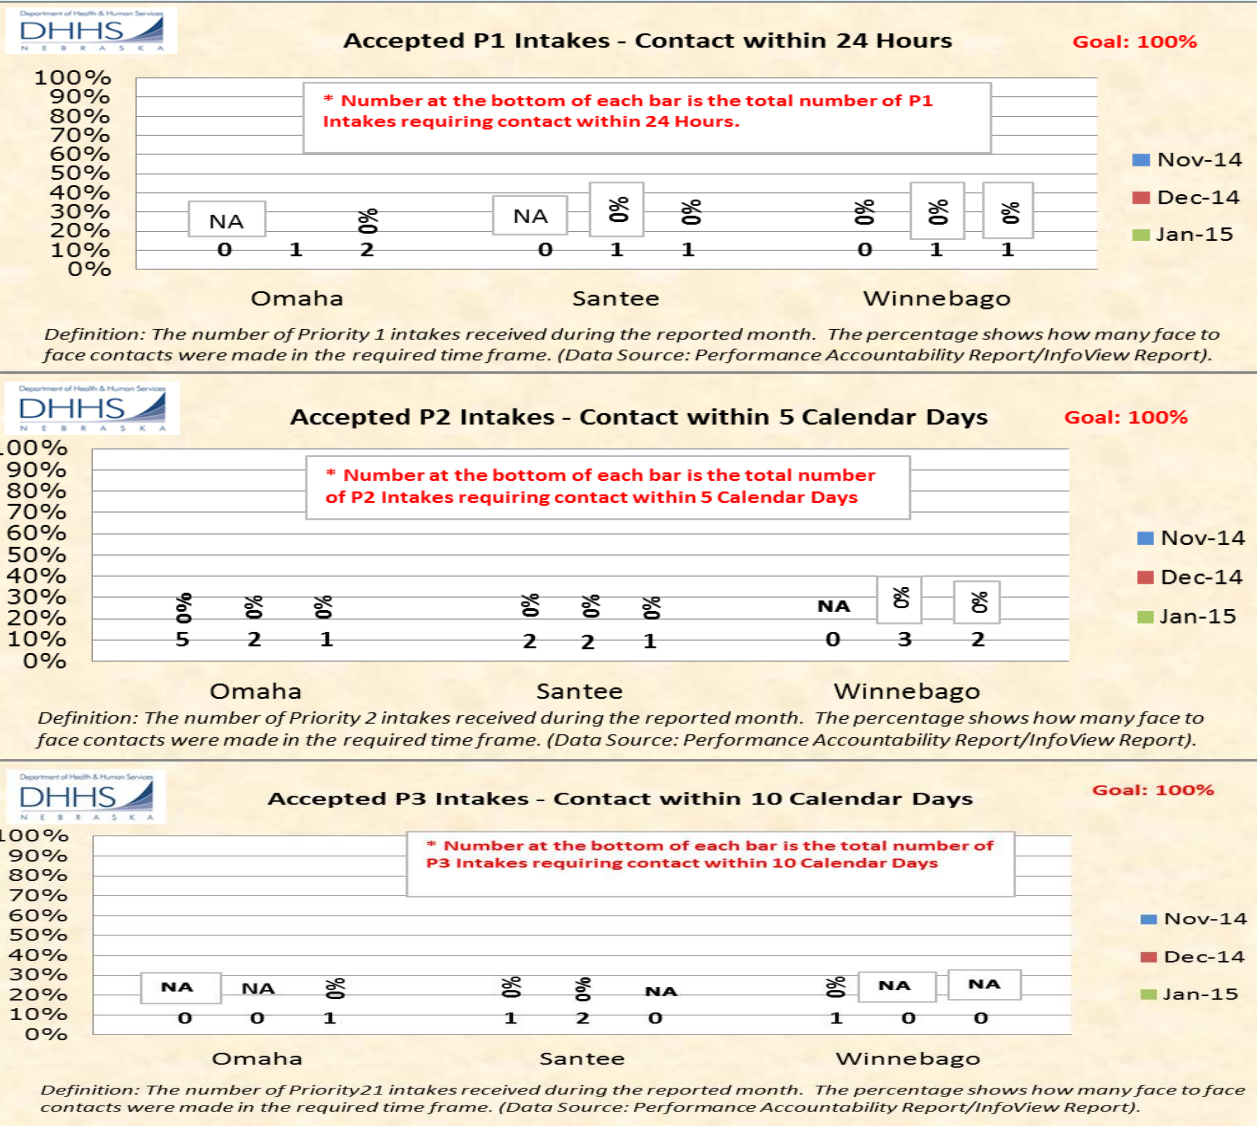 Department of Health & Human Services
DHHS
N E B R A S K A
Accepted P1 Intakes - Contact within 24 Hours
Goal: 100%
* Number at the bottom of each bar is the total number of P1
Intakes requiring contact within 24 Hours.
100%
90%
80%
70%
60%
50%
40%
30%
20%
10%
0%
NA 0% NA 0% 0% 0% 0% 0%
0 1 2 0 1 1 0 1 1
Omaha Santee Winnebago
Nov-14
Dec-14
Jan-15
Definition: The number of Priority 1 intakes received during the reported month. The percentage shows how many face to
face contacts were made in the required time frame. (Data Source: Performance Accountability Report/InfoView Report).
Department of Health & Human Services
DHHS
N E B R A S K A
Accepted P2 Intakes - Contact within 5 Calendar Days
Goal: 100%
* Number at the bottom of each bar is the total number
of P2 Intakes requiring contact within 5 Calendar Days
100%
90%
80%
70%
60%
50%
40%
30%
20%
10%
0%
0% 0% 0% 0% 0% 0% NA 0% 0%
5 2 1 2 2 1 0 3 2
Omaha Santee Winnebago
Nov-14
Dec-14
Jan-15
Definition: The number of Priority 2 intakes received during the reported month. The percentage shows how many face to
face contacts were made in the required time frame. (Data Source: Performance Accountability Report/InfoView Report).
Department of Health & Human Services
DHHS
N E B R A S K A
Accepted P3 Intakes - Contact within 10 Calendar Days
Goal: 100%
* Number at the bottom of each bar is the total number of
P3 Intakes requiring contact within 10 Calendar Days
100%
90%
80%
70%
60%
50%
40%
30%
20%
10%
0%
NA NA 0% 0% 0% NA 0% NA NA
0 0 1 1 2 0 1 0 0
Omaha Santee Winnebago
Nov-14
Dec-14
Jan-15
Definition: The number of Priority21 intakes received during the reported month. The percentage shows how many face to face
contacts were made in the required time frame. (Data Source: Performance Accountability Report/InfoView Report).